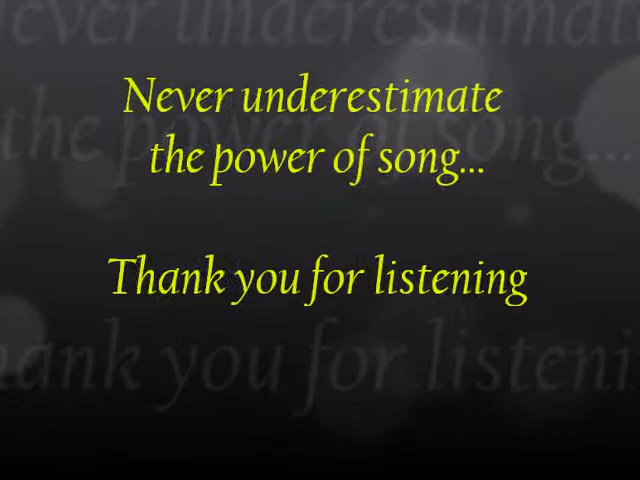 Never underestimate
the power of song...
Thank you for listening